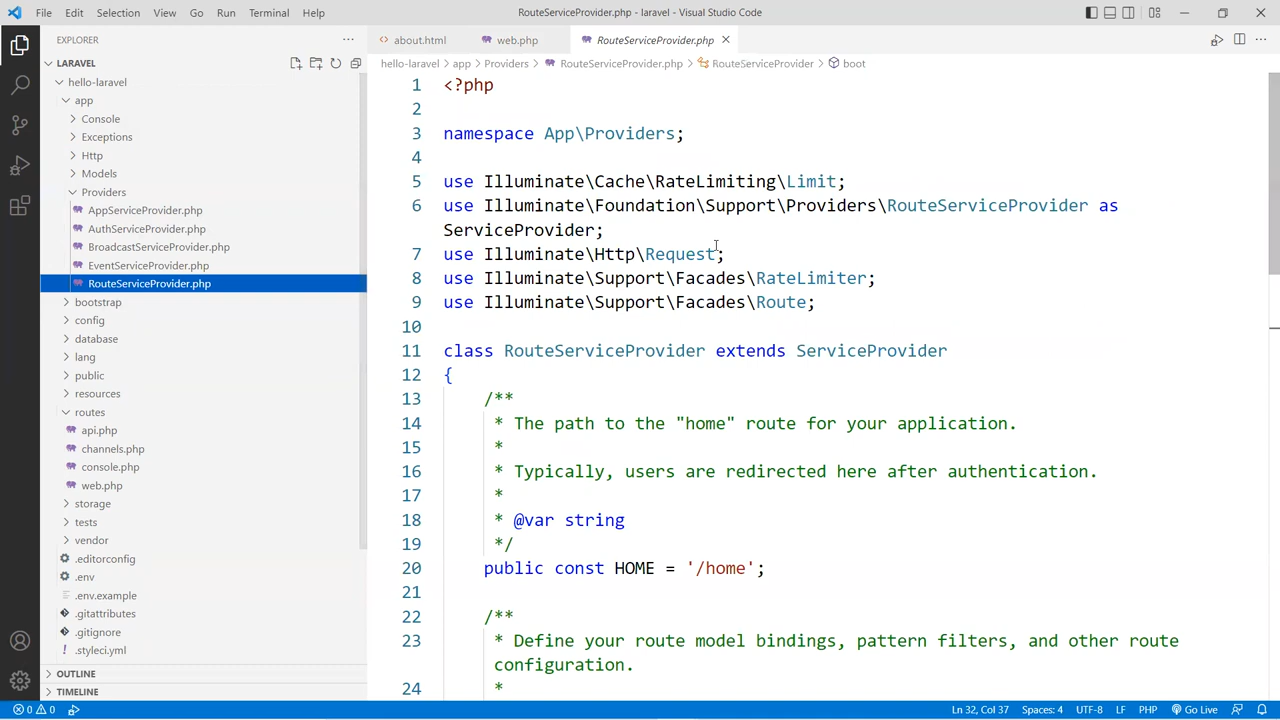 File Edit Selection View Go Run Terminal Help
RouteServiceProvider.php - laravel - Visual Studio Code
EXPLORER
LARAVEL
hello-laravel
app
Console
Exceptions
Http
Models
Providers
AppServiceProvider.php
AuthServiceProvider.php
BroadcastServiceProvider.php
EventServiceProvider.php
RouteServiceProvider.php
bootstrap
config
database
lang
public
resources
routes
api.php
channels.php
console.php
web.php
storage
tests
vendor
.editorconfig
.env
.env.example
.gitattributes
.gitignore
.styleci.yml
OUTLINE
TIMELINE
about.html web.php RouteServiceProvider.php
hello-laravel > app > Providers > RouteServiceProvider.php > RouteServiceProvider > boot
1 <?php
2
3 namespace App\Providers;
4
5 use Illuminate\Cache\RateLimiting\Limit;
6 use Illuminate\Foundation\Support\Providers\RouteServiceProvider as
ServiceProvider;
7 use Illuminate\Http\Request;
8 use Illuminate\Support\Facades\RateLimiter;
9 use Illuminate\Support\Facades\Route;
10
11 class RouteServiceProvider extends ServiceProvider
12 {
13 /**
14 * The path to the "home" route for your application.
15 *
16 * Typically, users are redirected here after authentication.
17 *
18 * @var string
19 */
20 public const HOME = '/home';
21
22 /**
23 * Define your route model bindings, pattern filters, and other route
configuration.
24 *
0 0 Ln 32, Col 37 Spaces: 4 UTF-8 LF PHP Go Live